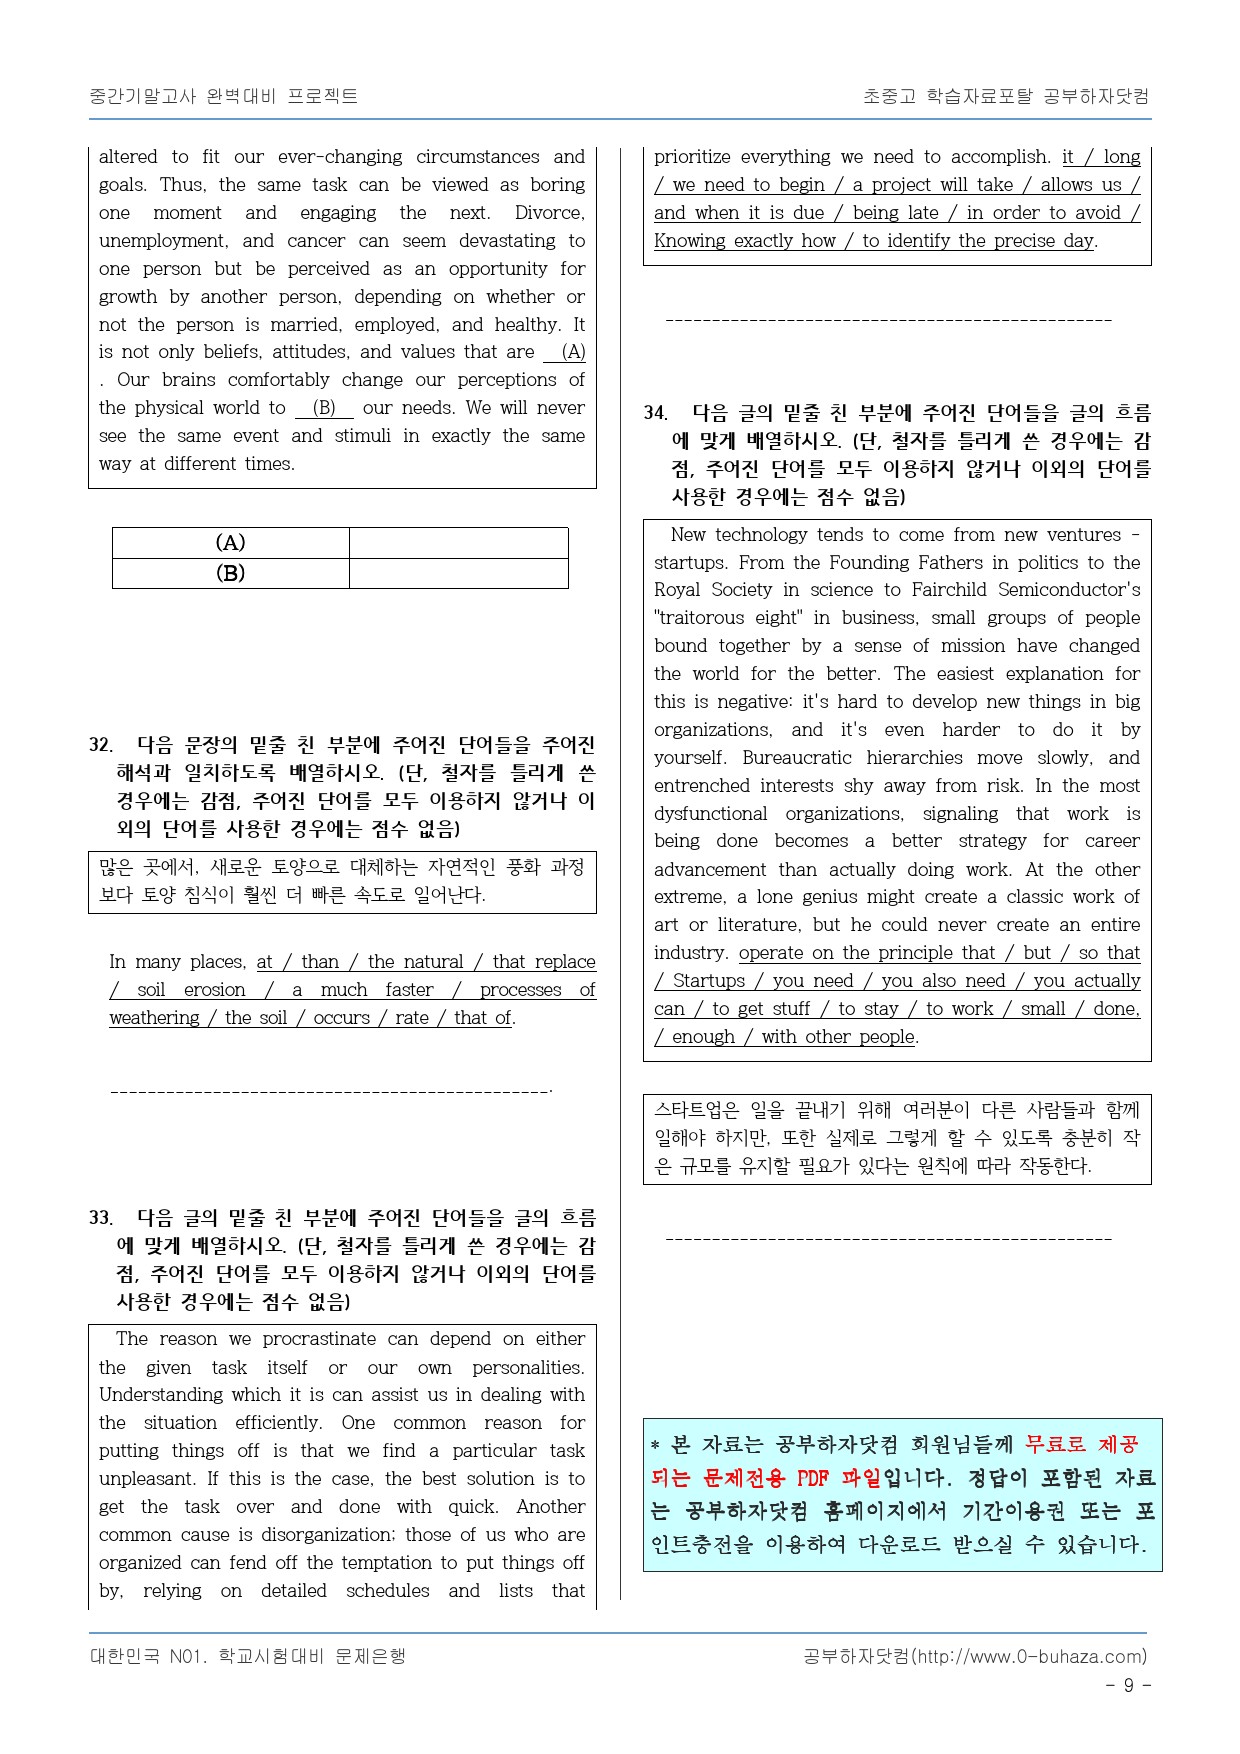 중간기말고사 완벽대비 프로젝트
초중고 학습자료포탈 공부하자닷컴
altered to fit our ever-changing circumstances and
goals. Thus, the same task can be viewed as boring
one moment and engaging the next. Divorce,
unemployment, and cancer can seem devastating to
one person but be perceived as an opportunity for
growth by another person, depending on whether or
not the person is married, employed, and healthy. It
is not only beliefs, attitudes, and values that are (A)
. Our brains comfortably change our perceptions of
the physical world to (B) our needs. We will never
see the same event and stimuli in exactly the same
way at different times.
(A)
(B)
32. 다음 문장의 밑줄 친 부분에 주어진 단어들을 주어진
해석과 일치하도록 배열하시오. (단, 철자를 틀리게 쓴
경우에는 감점, 주어진 단어를 모두 이용하지 않거나 이
외의 단어를 사용한 경우에는 점수 없음)
많은 곳에서, 새로운 토양으로 대체하는 자연적인 풍화 과정
보다 토양 침식이 훨씬 더 빠른 속도로 일어난다.
In many places, at / than / the natural / that replace
/ soil erosion / a much faster / processes of
weathering / the soil / occurs / rate / that of.
_______________________________________________.
33. 다음 글의 밑줄 친 부분에 주어진 단어들을 글의 흐름
에 맞게 배열하시오. (단, 철자를 틀리게 쓴 경우에는 감
점, 주어진 단어를 모두 이용하지 않거나 이외의 단어를
사용한 경우에는 점수 없음)
The reason we procrastinate can depend on either
the given task itself or our own personalities.
Understanding which it is can assist us in dealing with
the situation efficiently. One common reason for
putting things off is that we find a particular task
unpleasant. If this is the case, the best solution is to
get the task over and done with quick. Another
common cause is disorganization; those of us who are
organized can fend off the temptation to put things off
by, relying on detailed schedules and lists that
prioritize everything we need to accomplish. it / long
/ we need to begin / a project will take / allows us /
and when it is due / being late / in order to avoid /
Knowing exactly how / to identify the precise day.
________________________________________________
34. 다음 글의 밑줄 친 부분에 주어진 단어들을 글의 흐름
에 맞게 배열하시오. (단, 철자를 틀리게 쓴 경우에는 감
점, 주어진 단어를 모두 이용하지 않거나 이외의 단어를
사용한 경우에는 점수 없음)
New technology tends to come from new ventures -
startups. From the Founding Fathers in politics to the
Royal Society in science to Fairchild Semiconductor's
"traitorous eight" in business, small groups of people
bound together by a sense of mission have changed
the world for the better. The easiest explanation for
this is negative: it's hard to develop new things in big
organizations, and it's even harder to do it by
yourself. Bureaucratic hierarchies move slowly, and
entrenched interests shy away from risk. In the most
dysfunctional organizations, signaling that work is
being done becomes a better strategy for career
advancement than actually doing work. At the other
extreme, a lone genius might create a classic work of
art or literature, but he could never create an entire
industry. operate on the principle that / but / so that
/ Startups / you need / you also need / you actually
can / to get stuff / to stay / to work / small / done,
/ enough / with other people.
스타트업은 일을 끝내기 위해 여러분이 다른 사람들과 함께
일해야 하지만, 또한 실제로 그렇게 할 수 있도록 충분히 작
은 규모를 유지할 필요가 있다는 원칙에 따라 작동한다.
________________________________________________
* 본 자료는 공부하자닷컴 회원님들께 무료로 제공
되는 문제전용 PDF 파일입니다. 정답이 포함된 자료
는 공부하자닷컴 홈페이지에서 기간이용권 또는 포
인트충전을 이용하여 다운로드 받으실 수 있습니다.
대한민국 N01. 학교시험대비 문제은행
공부하자닷컴(http://www.0-buhaza.com)
- 9 -